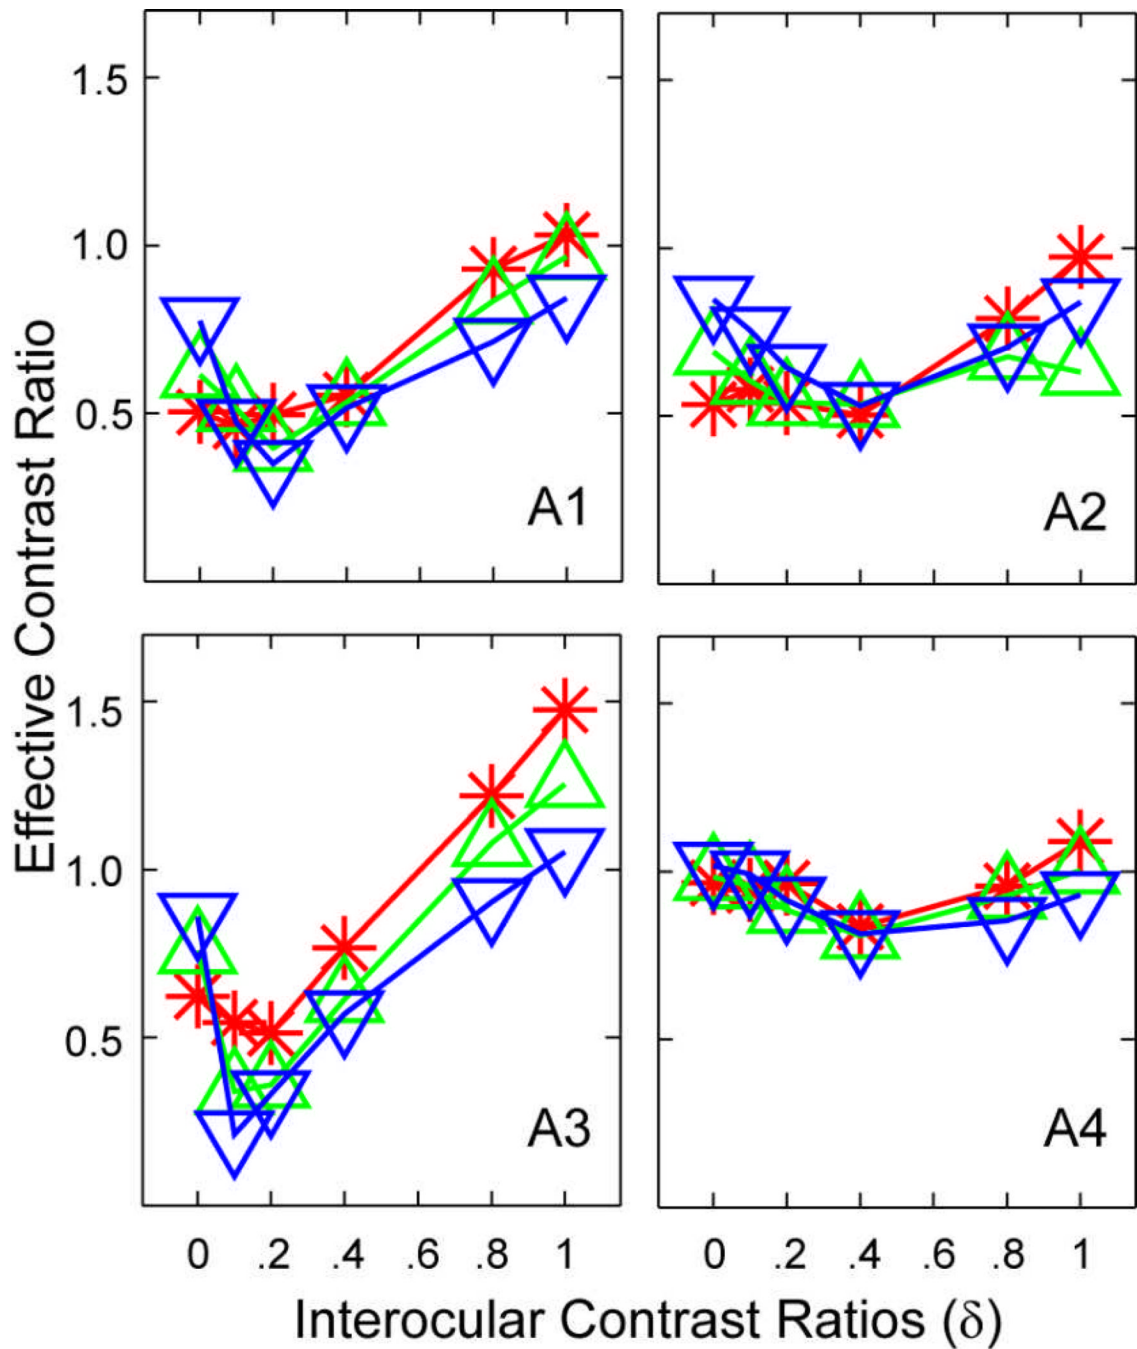 Effective Contrast Ratio
1.5
1.0
0.5
A1
A2
1.5
1.0
0.5
A3
A4
0 .2 .4 .6 .8 1
0 .2 .4 .6 .8 1
Interocular Contrast Ratios (δ)